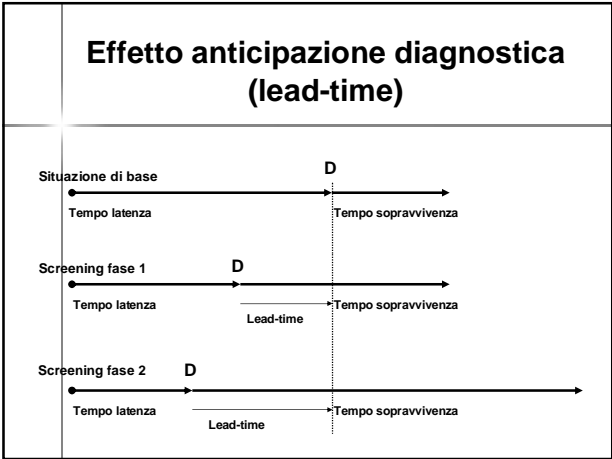 Effetto anticipazione diagnostica
(lead-time)
D
Situazione di base
Tempo latenza Tempo sopravvivenza
D
Screening fase 1
Tempo latenza Tempo sopravvivenza
Lead-time
D
Screening fase 2
Tempo latenza Tempo sopravvivenza
Lead-time